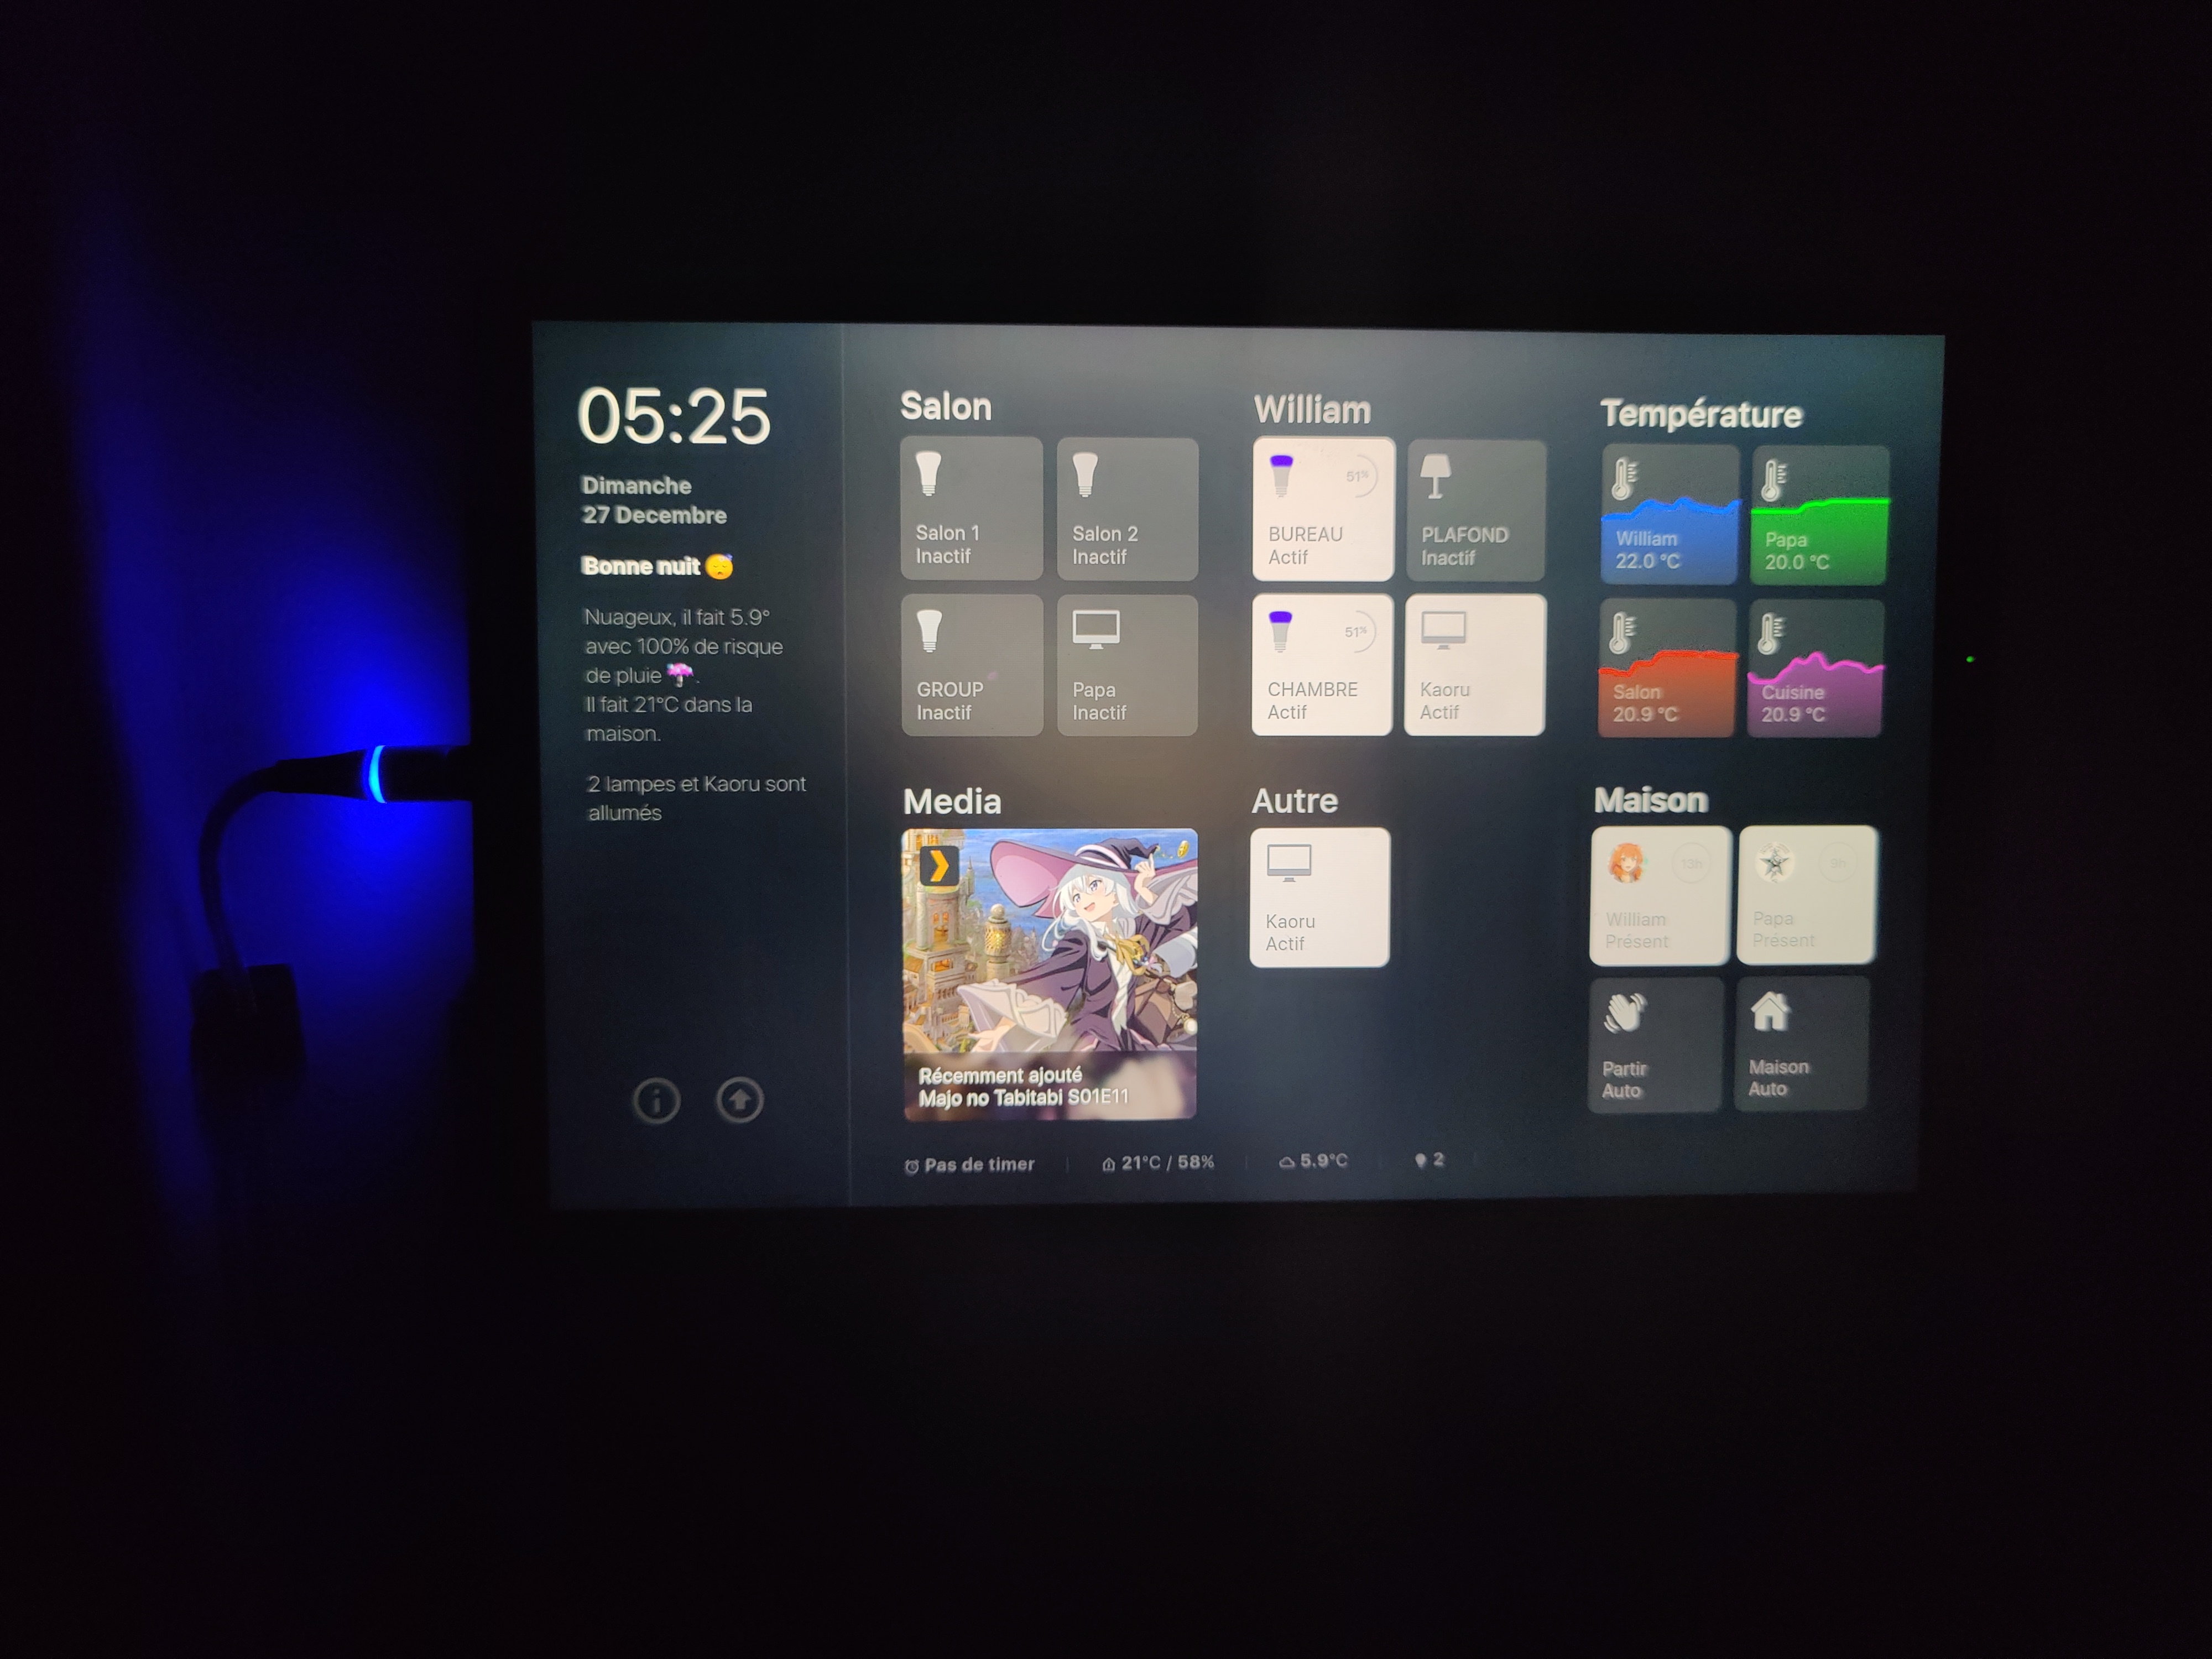 05:25
Dimanche
27 Decembre
Bonne nuit 😴
Nuageux, il fait 5.9°
avec 100% de risque
de pluie ☔.
Il fait 21°C dans la
maison.
2 lampes et Kaoru sont
allumés
Salon
Salon 1
Inactif
Salon 2
Inactif
GROUP
Inactif
Papa
Inactif
William
51%
BUREAU
Actif
PLAFOND
Inactif
51%
CHAMBRE
Actif
Kaoru
Actif
Température
William
22.0 °C
Papa
20.0 °C
Salon
20.9 °C
Cuisine
20.9 °C
Media
Récemment ajouté
Majo no Tabitabi S01E11
Autre
Kaoru
Actif
Maison
13h
William
Présent
9h
Papa
Présent
Partir
Auto
Maison
Auto
Pas de timer
21°C / 58%
5.9°C
2